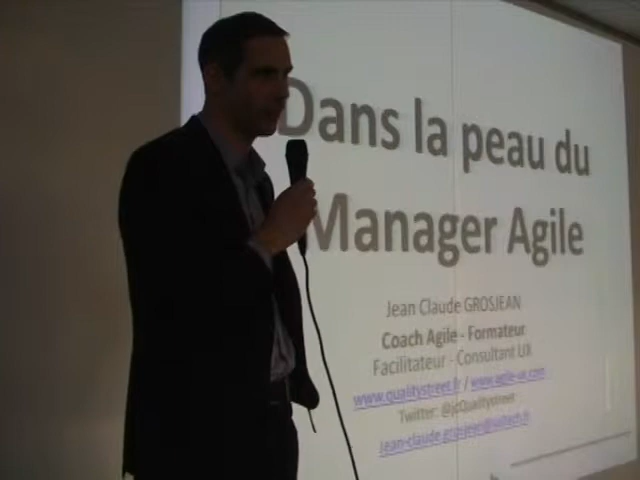 Dans la peau du
Manager Agile
Jean Claude GROSJEAN
Coach Agile - Formateur
Facilitateur - Consultant UX
www.qualitystreet.fr / www.agile-ux.com
Twitter: @jcQualitystreet